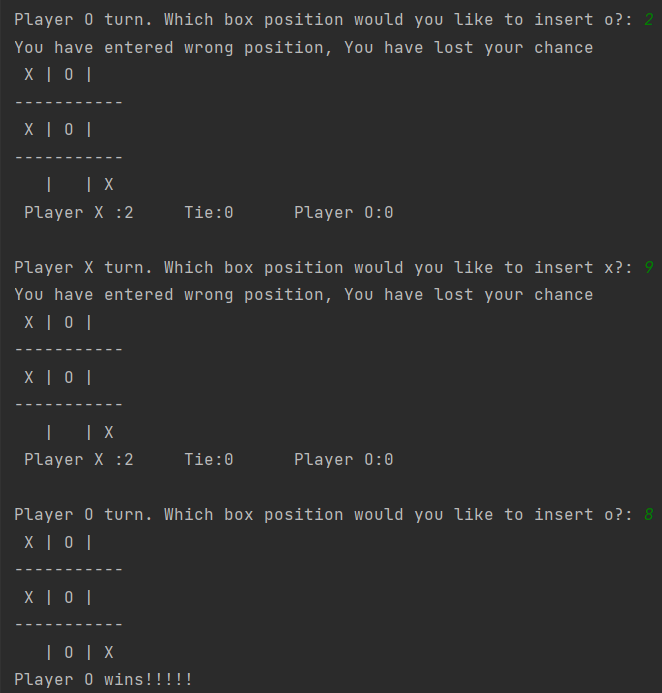 Player O turn. Which box position would you like to insert o?: 2
You have entered wrong position, You have lost your chance
 X | O |
-----------
 X | O |
-----------
   |   | X
 Player X :2     Tie:0      Player O:0

Player X turn. Which box position would you like to insert x?: 9
You have entered wrong position, You have lost your chance
 X | O |
-----------
 X | O |
-----------
   |   | X
 Player X :2     Tie:0      Player O:0

Player O turn. Which box position would you like to insert o?: 8
 X | O |
-----------
 X | O |
-----------
   | O | X
Player O wins!!!!!